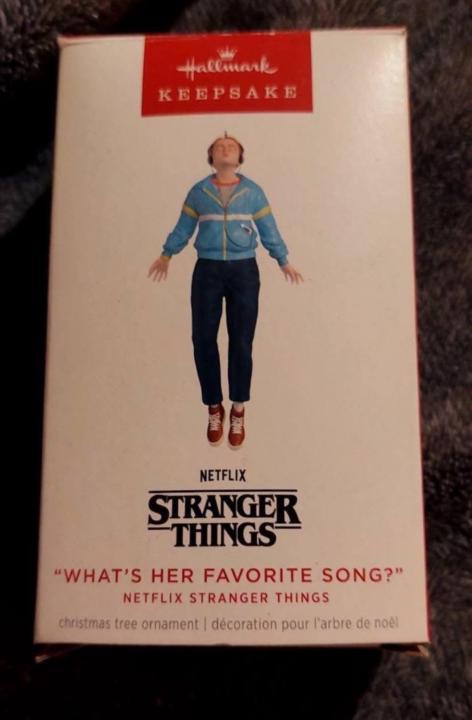 Hallmark
KEEPSAKE
NETFLIX
STRANGER
THINGS
“WHAT’S HER FAVORITE SONG?”
NETFLIX STRANGER THINGS
christmas tree ornament | décoration pour l'arbre de noël